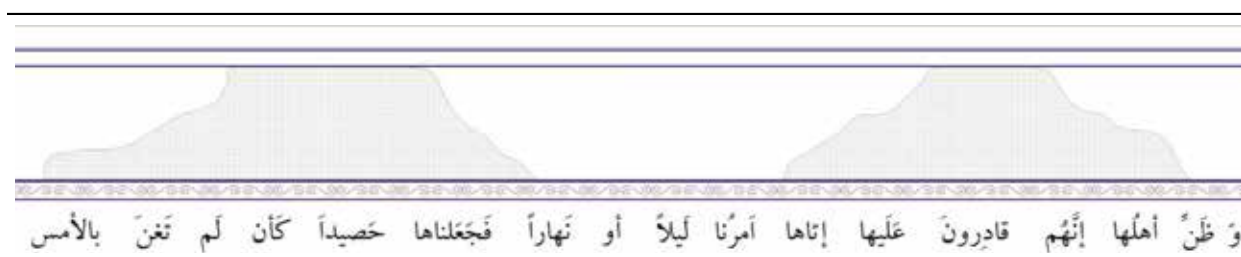 وَ ظَنَّ أهلُها إنَّهُم قادِرونَ عَلَيها إتاها اَمرُنا لَيلاً أو نَهاراً فَجَعَلناها حَصيداَ كَأن لَم تَغنَ بالأمس